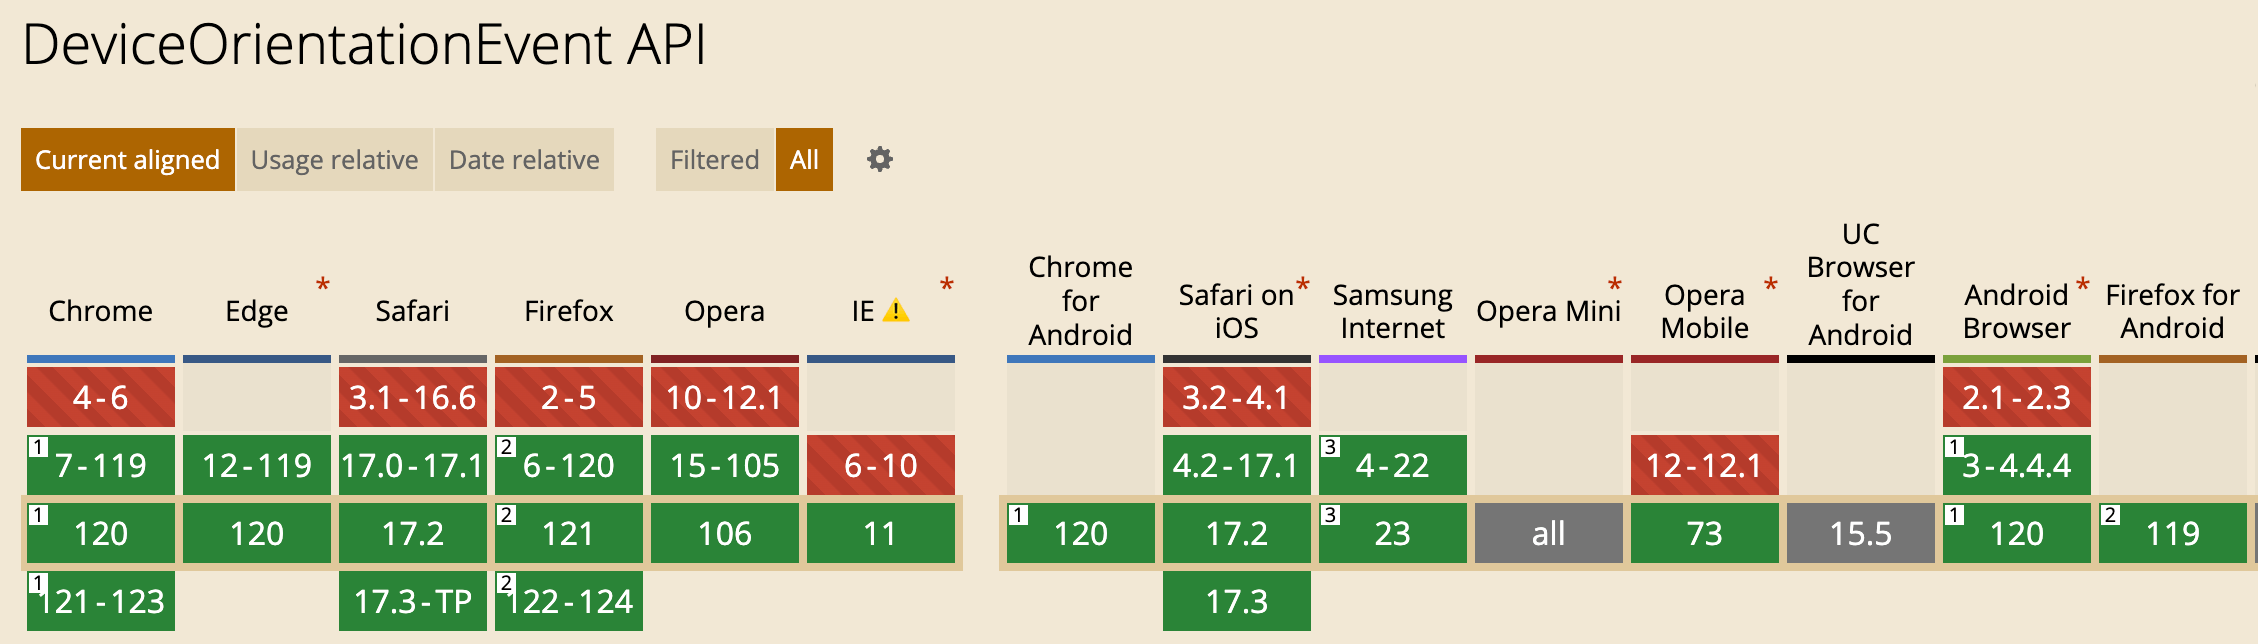 DeviceOrientationEvent API
Current aligned Usage relative Date relative Filtered All
Chrome Edge * Safari Firefox Opera IE *
Chrome for Android Safari on iOS * Samsung Internet Opera Mini * Opera Mobile * UC Browser for Android Android Browser * Firefox for Android
4-6 3.1-16.6 2-5 10-12.1 3.2-4.1 2.1-2.3
1 7-119 12-119 17.0-17.1 2 6-120 15-105 6-10 4.2-17.1 3 4-22 12-12.1 1 3-4.4.4
1 120 120 17.2 2 121 106 11 1 120 17.2 3 23 all 73 15.5 1 120 2 119
1 121-123 17.3-TP 2 122-124 17.3